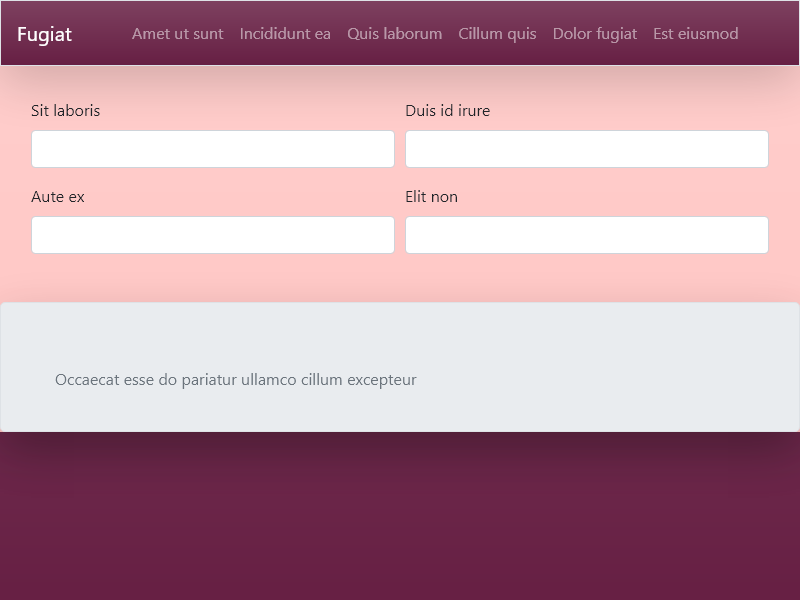 Fugiat Amet ut sunt Incididunt ea Quis laborum Cillum quis Dolor fugiat Est eiusmod
Sit laboris Duis id irure
Aute ex Elit non
Occaecat esse do pariatur ullamco cillum excepteur